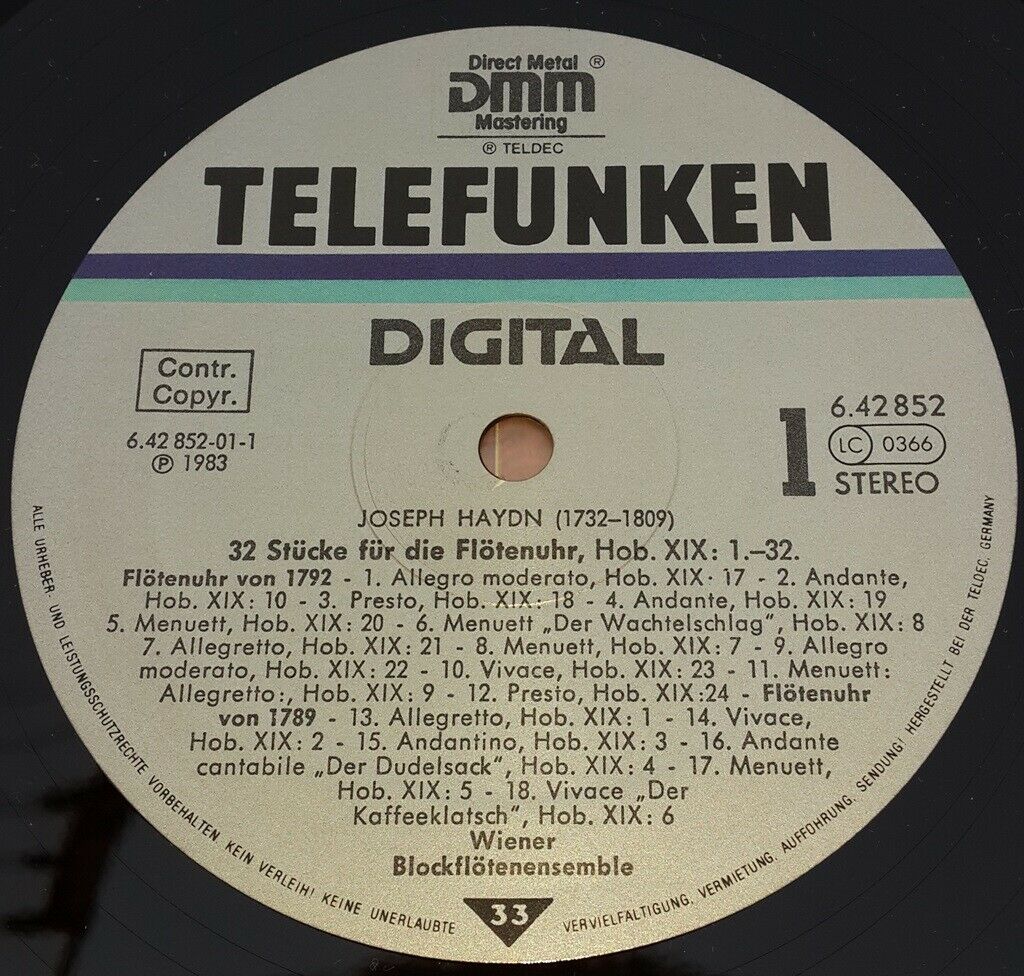 Direct Metal ®
DMM
Mastering
® TELDEC
TELEFUNKEN
DIGITAL
Contr.
Copyr.
6.42 852-01-1
℗ 1983
1
6.42852
LC 0366
STEREO
JOSEPH HAYDN (1732–1809)
32 Stücke für die Flötenuhr, Hob. XIX: 1.–32.
Flötenuhr von 1792 - 1. Allegro moderato, Hob. XIX· 17 - 2. Andante,
Hob. XIX: 10 - 3. Presto, Hob. XIX:18 - 4. Andante, Hob. XIX: 19
5. Menuett, Hob. XIX: 20 - 6. Menuett „Der Wachtelschlag“, Hob. XIX: 8
7. Allegretto, Hob. XIX: 21 - 8. Menuett, Hob. XIX: 7 - 9. Allegro
moderato, Hob. XIX: 22 - 10. Vivace, Hob. XIX: 23 - 11. Menuett:
Allegretto:, Hob. XIX: 9 - 12. Presto, Hob. XIX:24 - Flötenuhr
von 1789 - 13. Allegretto, Hob. XIX: 1 - 14. Vivace,
Hob. XIX: 2 - 15. Andantino, Hob. XIX: 3 - 16. Andante
cantabile „Der Dudelsack“, Hob. XIX: 4 - 17. Menuett,
Hob. XIX: 5 - 18. Vivace „Der
Kaffeeklatsch“, Hob. XIX: 6
Wiener
Blockflötenensemble
33
ALLE URHEBER- UND LEISTUNGSSCHUTZRECHTE VORBEHALTEN KEIN VERLEIH! KEINE UNERLAUBTE VERVIELFÄLTIGUNG, VERMIETUNG, AUFFÜHRUNG, SENDUNG! HERGESTELLT BEI DER TELDEC, GERMANY